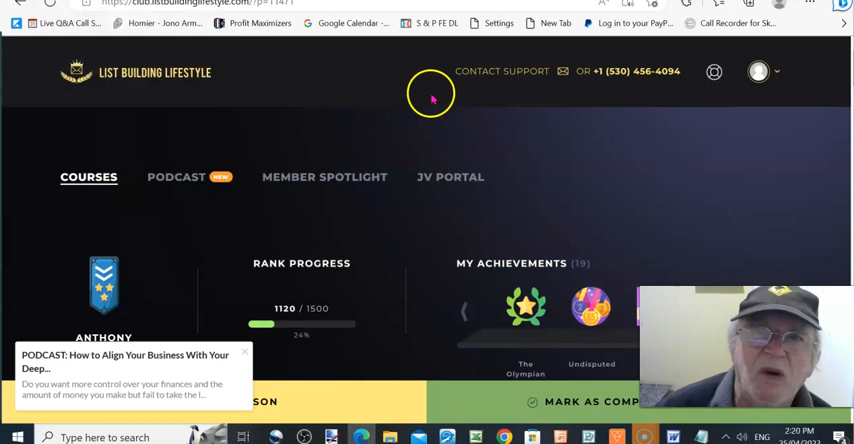 https://club.listbuildinglifestyle.com/?p=11471
Live Q&A Call S...
Homier - Jono Arm...
Profit Maximizers
Google Calendar -...
S & P FE DL
Settings
New Tab
Log in to your PayP...
Call Recorder for Sk...
LIST BUILDING LIFESTYLE
CONTACT SUPPORT OR +1 (530) 456-4094
COURSES
PODCAST NEW
MEMBER SPOTLIGHT
JV PORTAL
RANK PROGRESS
MY ACHIEVEMENTS (19)
1120 / 1500
24%
ANTHONY
The
Olympian
Undisputed
PODCAST: How to Align Your Business With Your
Deep...
Do you want more control over your finances and the
amount of money you make but fail to take the l...
SON
MARK AS COMP
Type here to search
ENG
2:20 PM
25/04/2023